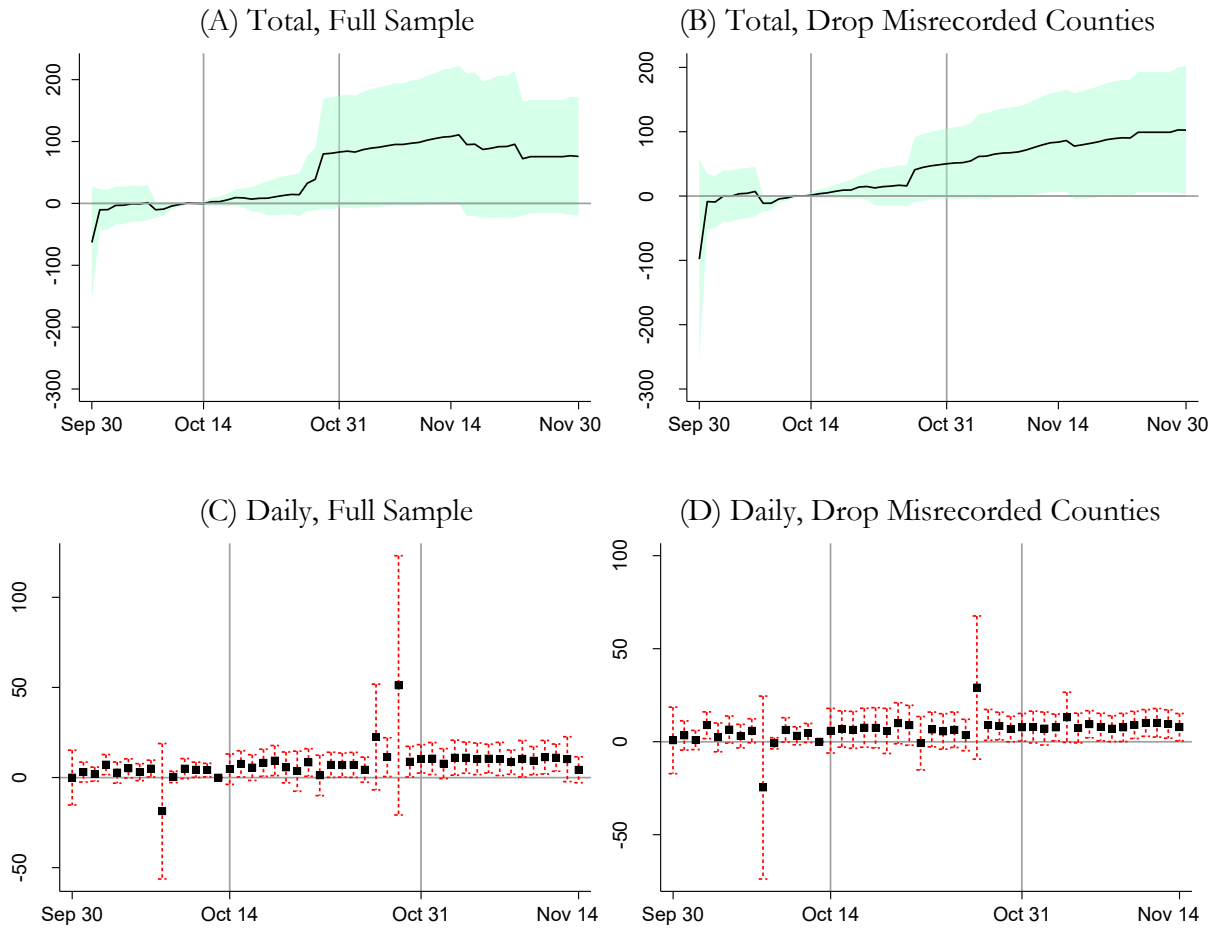 (A) Total, Full Sample
200
100
0
-100
-200
-300
Sep 30 Oct 14 Oct 31 Nov 14 Nov 30
(B) Total, Drop Misrecorded Counties
200
100
0
-100
-200
-300
Sep 30 Oct 14 Oct 31 Nov 14 Nov 30
(C) Daily, Full Sample
100
50
0
-50
Sep 30 Oct 14 Oct 31 Nov 14
(D) Daily, Drop Misrecorded Counties
100
50
0
-50
Sep 30 Oct 14 Oct 31 Nov 14